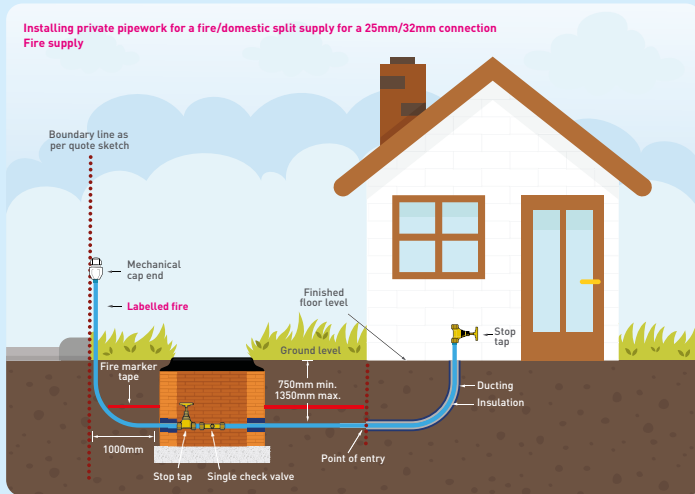 Installing private pipework for a fire/domestic split supply for a 25mm/32mm connection
Fire supply
Boundary line as
per quote sketch
Mechanical
cap end
Labelled fire
Finished
floor level
Stop
tap
Ground level
Fire marker
tape
750mm min.
1350mm max.
Ducting
Insulation
1000mm
Point of entry
Stop tap
Single check valve